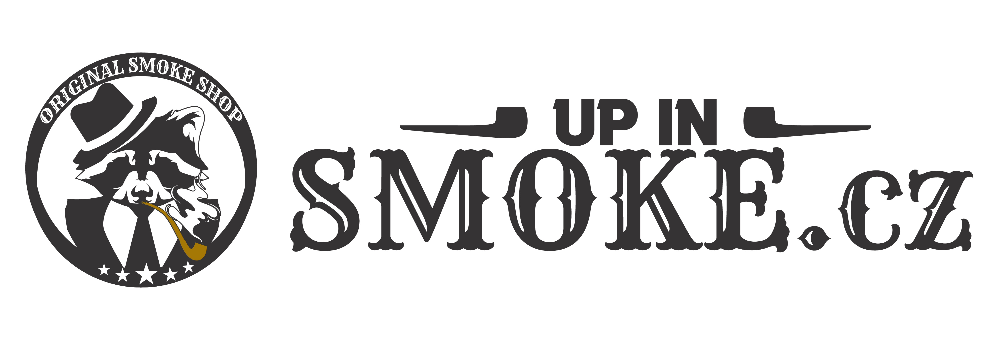 ORIGINAL SMOKE SHOP
UP IN
SMOKE.CZ